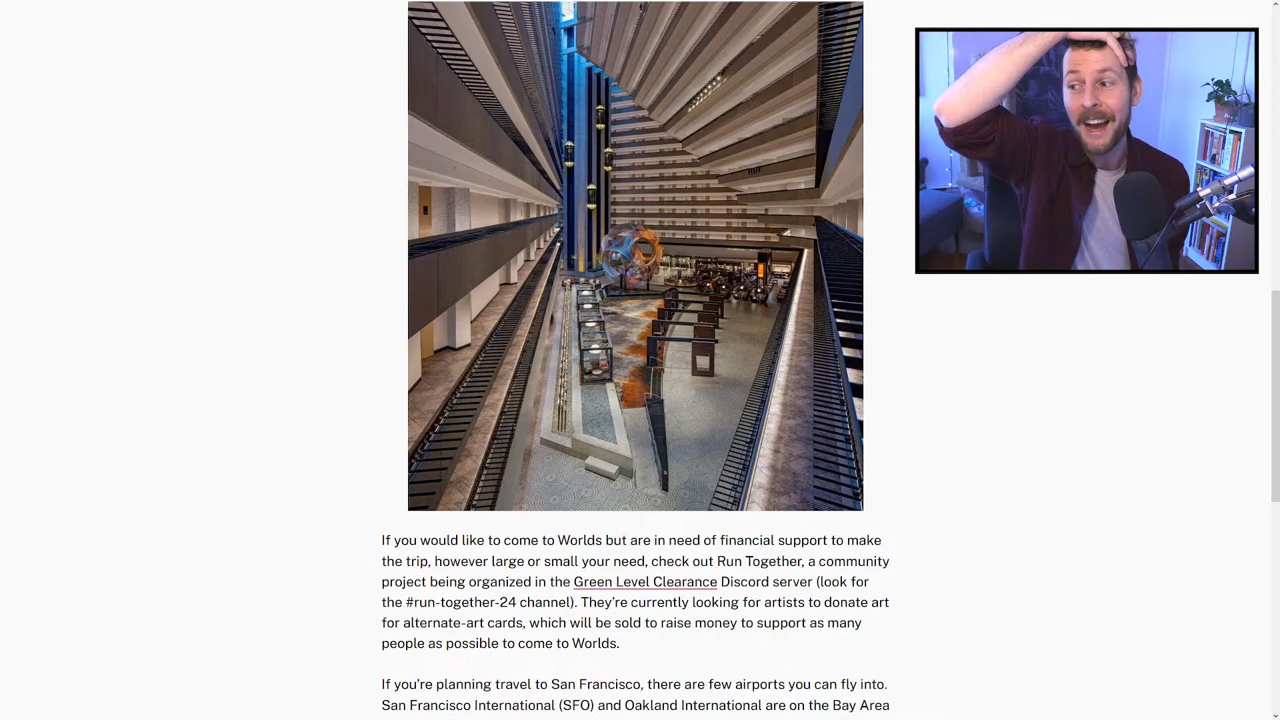 If you would like to come to Worlds but are in need of financial support to make
the trip, however large or small your need, check out Run Together, a community
project being organized in the Green Level Clearance Discord server (look for
the #run-together-24 channel). They’re currently looking for artists to donate art
for alternate-art cards, which will be sold to raise money to support as many
people as possible to come to Worlds.
If you’re planning travel to San Francisco, there are few airports you can fly into.
San Francisco International (SFO) and Oakland International are on the Bay Area